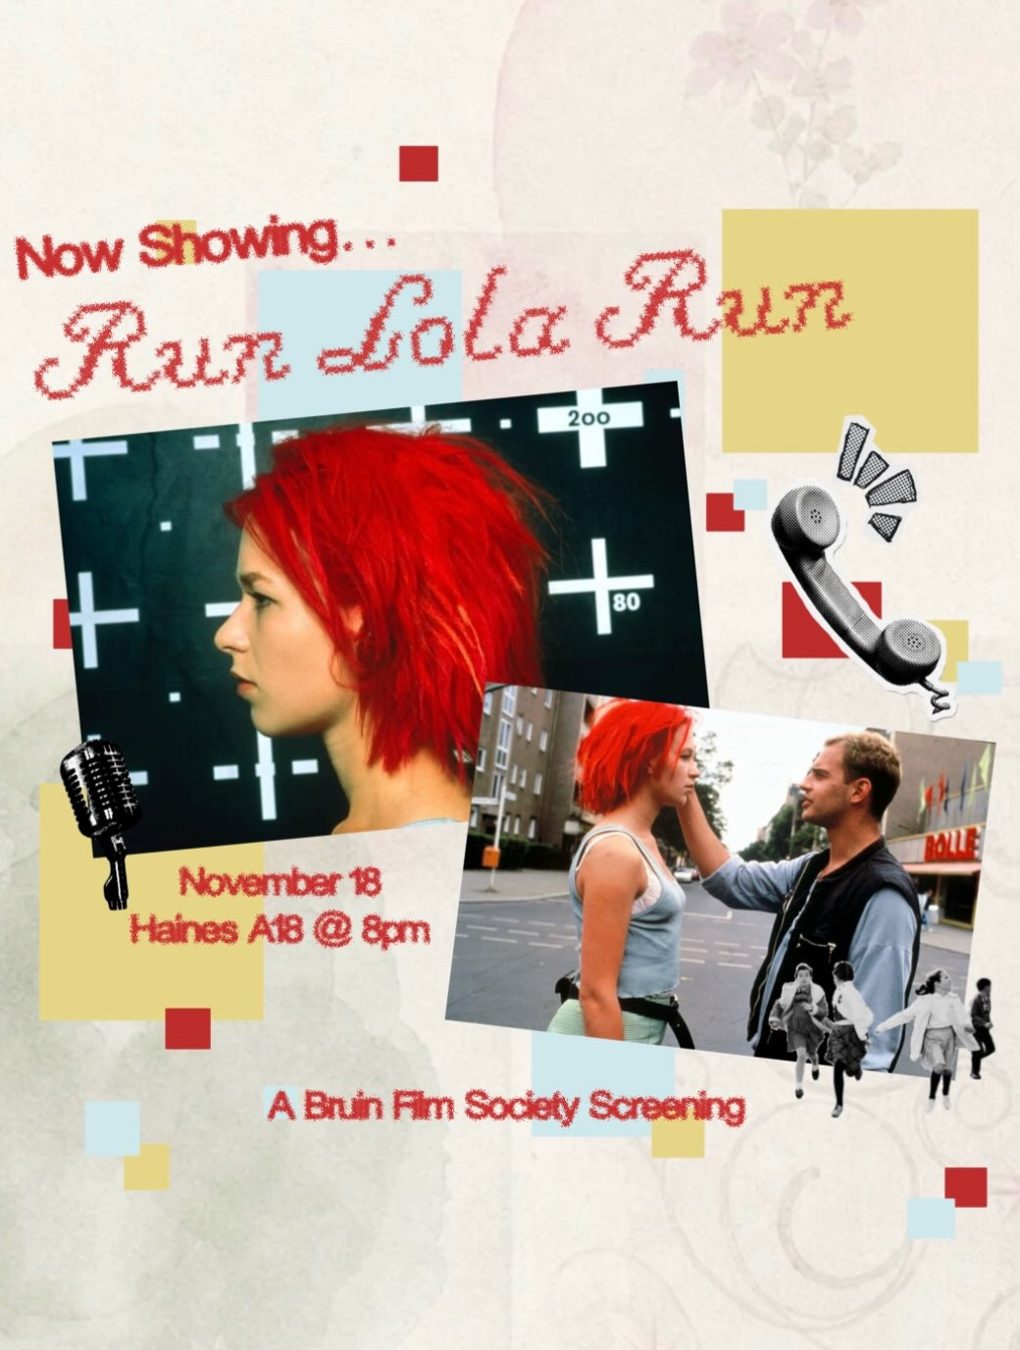 Now Showing...
Run Lola Run
200
80
BOLLE
November 18
Haines A18 @ 8pm
A Bruin Film Society Screening